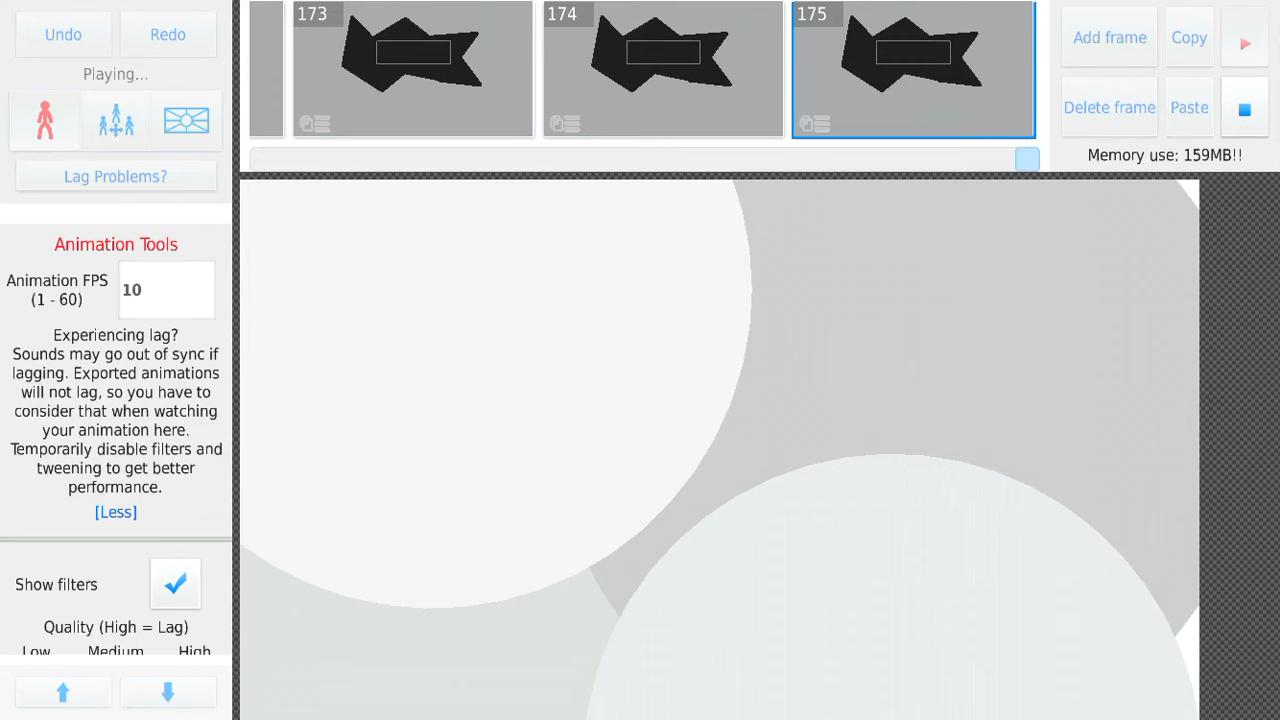 Undo
Redo
Playing...
Lag Problems?
173
174
175
Add frame
Copy
Delete frame
Paste
Memory use: 159MB!!
Animation Tools
Animation FPS
(1 - 60)
10
Experiencing lag?
Sounds may go out of sync if
lagging. Exported animations
will not lag, so you have to
consider that when watching
your animation here.
Temporarily disable filters and
tweening to get better
performance.
[Less]
Show filters
Quality (High = Lag)
Low Medium High